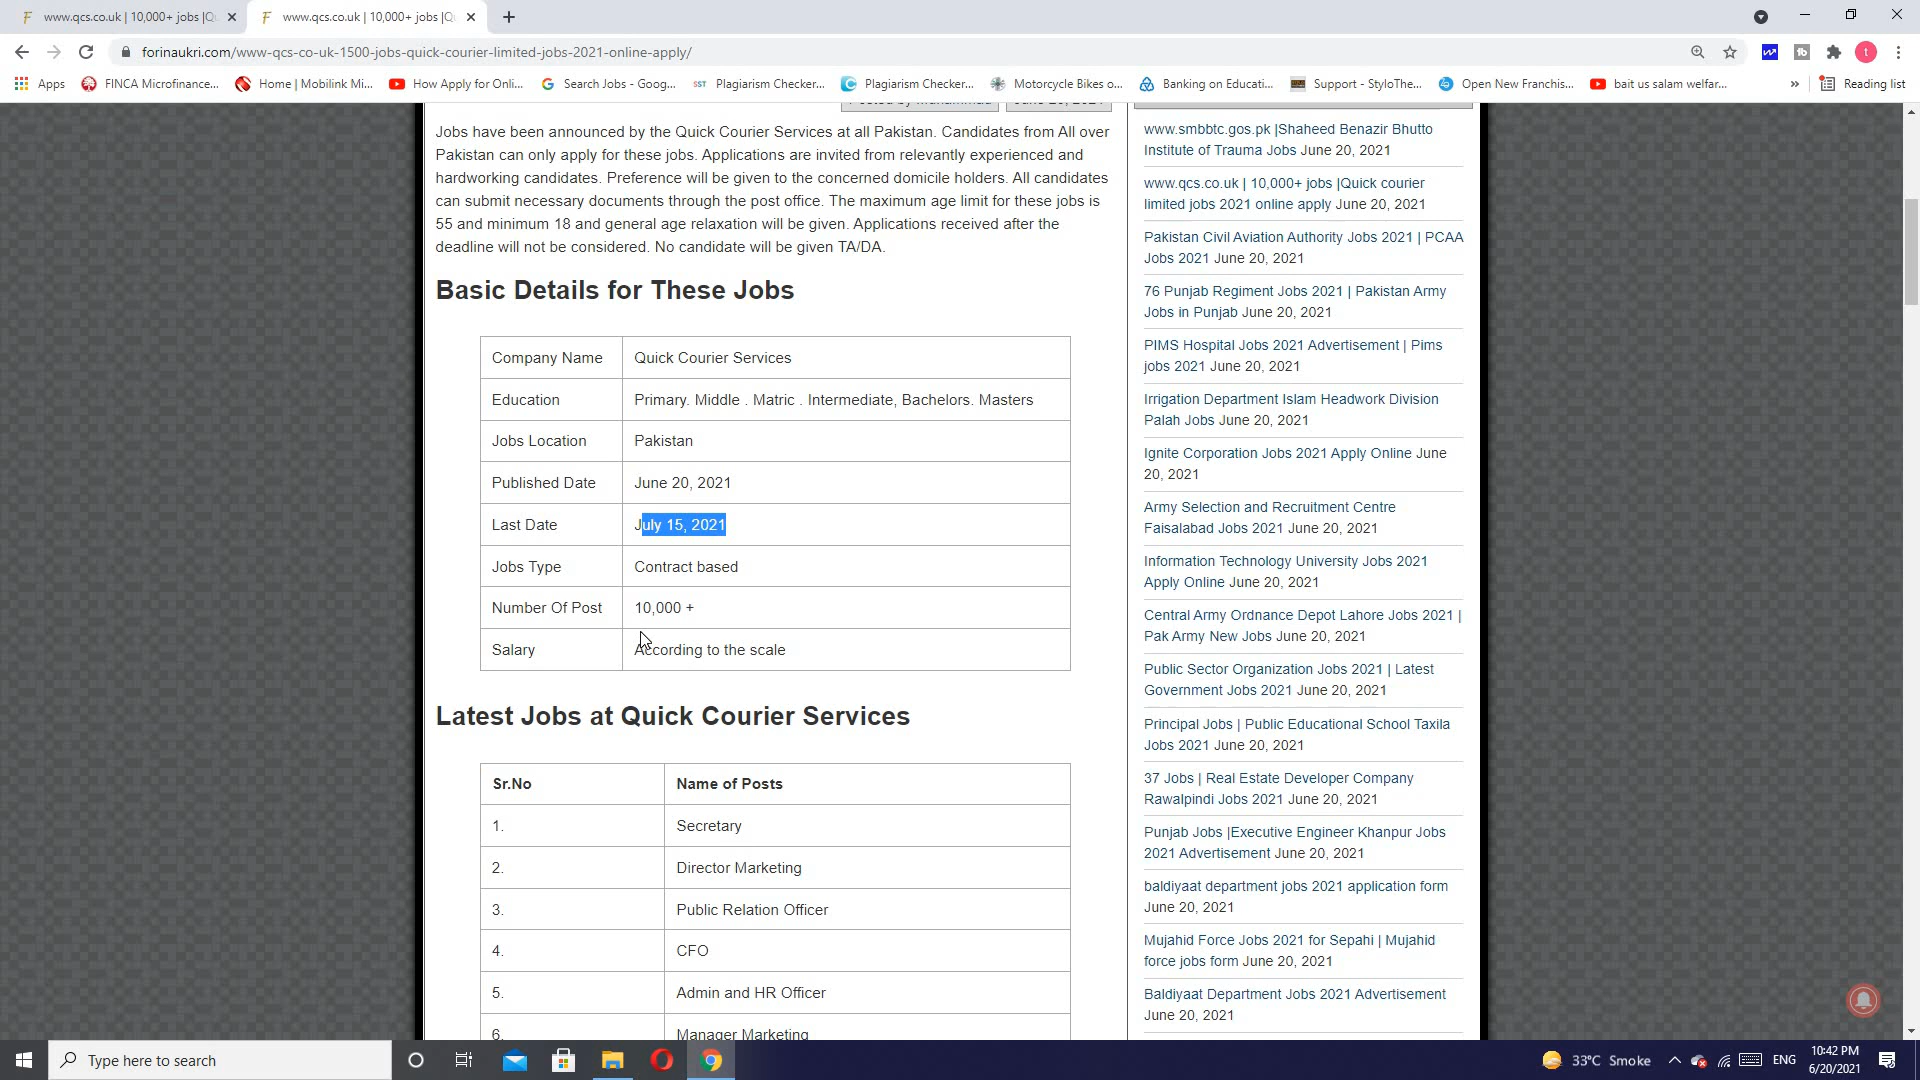 www.qcs.co.uk | 10,000+ jobs |Q
www.qcs.co.uk | 10,000+ jobs |Q
forinaukri.com/www-qcs-co-uk-1500-jobs-quick-courier-limited-jobs-2021-online-apply/
t
Apps
FINCA Microfinance...
Home | Mobilink Mi...
How Apply for Onli...
Search Jobs - Goog...
SST Plagiarism Checker...
Plagiarism Checker...
Motorcycle Bikes o...
Banking on Educati...
Support - StyloThe...
Open New Franchis...
bait us salam welfar...
»
Reading list
Jobs have been announced by the Quick Courier Services at all Pakistan. Candidates from All over
Pakistan can only apply for these jobs. Applications are invited from relevantly experienced and
hardworking candidates. Preference will be given to the concerned domicile holders. All candidates
can submit necessary documents through the post office. The maximum age limit for these jobs is
55 and minimum 18 and general age relaxation will be given. Applications received after the
deadline will not be considered. No candidate will be given TA/DA.
Basic Details for These Jobs
Company Name Quick Courier Services
Education Primary. Middle . Matric . Intermediate, Bachelors. Masters
Jobs Location Pakistan
Published Date June 20, 2021
Last Date July 15, 2021
Jobs Type Contract based
Number Of Post 10,000 +
Salary According to the scale
Latest Jobs at Quick Courier Services
Sr.No Name of Posts
1. Secretary
2. Director Marketing
3. Public Relation Officer
4. CFO
5. Admin and HR Officer
6. Manager Marketing
www.smbbtc.gos.pk |Shaheed Benazir Bhutto
Institute of Trauma Jobs June 20, 2021
www.qcs.co.uk | 10,000+ jobs |Quick courier
limited jobs 2021 online apply June 20, 2021
Pakistan Civil Aviation Authority Jobs 2021 | PCAA
Jobs 2021 June 20, 2021
76 Punjab Regiment Jobs 2021 | Pakistan Army
Jobs in Punjab June 20, 2021
PIMS Hospital Jobs 2021 Advertisement | Pims
jobs 2021 June 20, 2021
Irrigation Department Islam Headwork Division
Palah Jobs June 20, 2021
Ignite Corporation Jobs 2021 Apply Online June
20, 2021
Army Selection and Recruitment Centre
Faisalabad Jobs 2021 June 20, 2021
Information Technology University Jobs 2021
Apply Online June 20, 2021
Central Army Ordnance Depot Lahore Jobs 2021 |
Pak Army New Jobs June 20, 2021
Public Sector Organization Jobs 2021 | Latest
Government Jobs 2021 June 20, 2021
Principal Jobs | Public Educational School Taxila
Jobs 2021 June 20, 2021
37 Jobs | Real Estate Developer Company
Rawalpindi Jobs 2021 June 20, 2021
Punjab Jobs |Executive Engineer Khanpur Jobs
2021 Advertisement June 20, 2021
baldiyaat department jobs 2021 application form
June 20, 2021
Mujahid Force Jobs 2021 for Sepahi | Mujahid
force jobs form June 20, 2021
Baldiyaat Department Jobs 2021 Advertisement
June 20, 2021
Type here to search
33°C Smoke
ENG
10:42 PM
6/20/2021